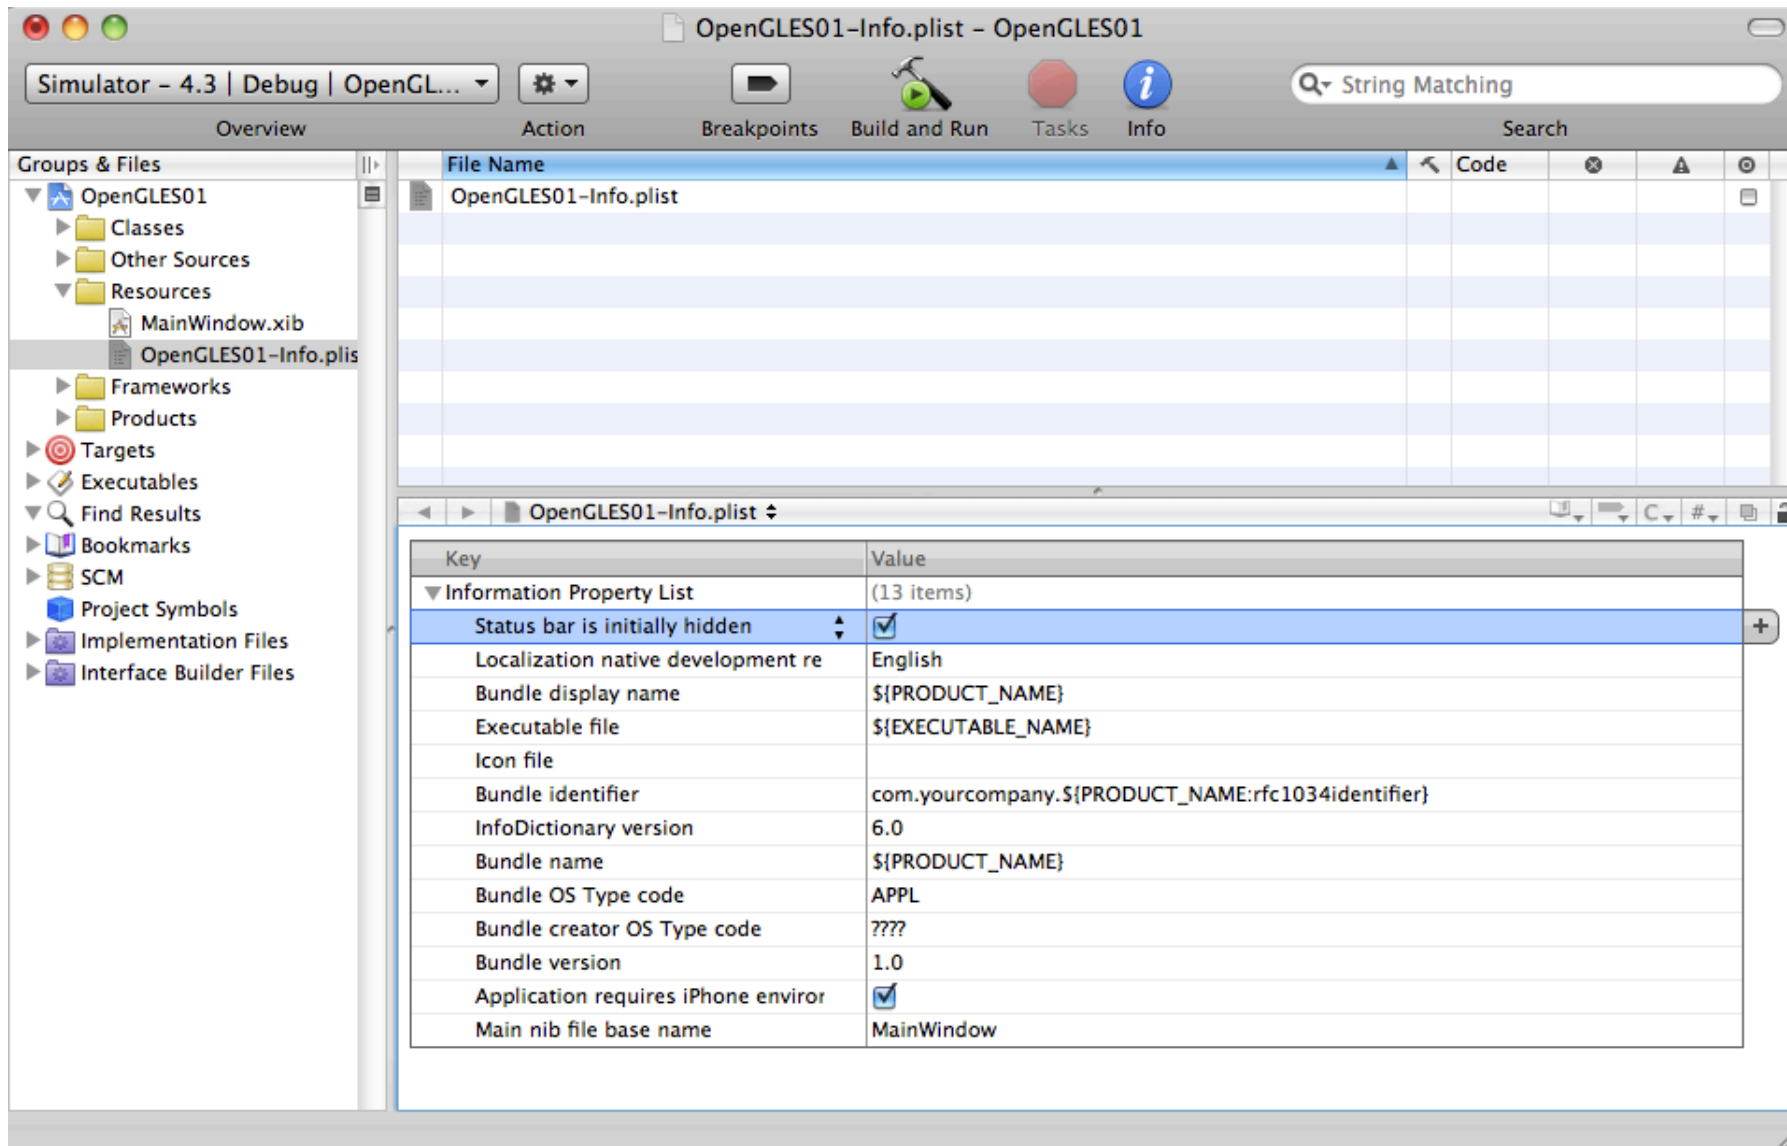 OpenGLES01-Info.plist - OpenGLES01
Simulator - 4.3 | Debug | OpenGL...
String Matching
Overview
Action
Breakpoints
Build and Run
Tasks
Info
Search
Groups & Files
File Name
Code
OpenGLES01
OpenGLES01-Info.plist
Classes
Other Sources
Resources
MainWindow.xib
OpenGLES01-Info.plis
Frameworks
Products
Targets
Executables
Find Results
Bookmarks
SCM
Project Symbols
Implementation Files
Interface Builder Files
OpenGLES01-Info.plist
C
#
Key Value
Information Property List (13 items)
Status bar is initially hidden
Localization native development re English
Bundle display name ${PRODUCT_NAME}
Executable file ${EXECUTABLE_NAME}
Icon file
Bundle identifier com.yourcompany.${PRODUCT_NAME:rfc1034identifier}
InfoDictionary version 6.0
Bundle name ${PRODUCT_NAME}
Bundle OS Type code APPL
Bundle creator OS Type code ????
Bundle version 1.0
Application requires iPhone enviror
Main nib file base name MainWindow